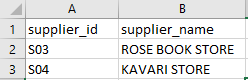 A B
1 supplier_id supplier_name
2 S03 ROSE BOOK STORE
3 S04 KAVARI STORE